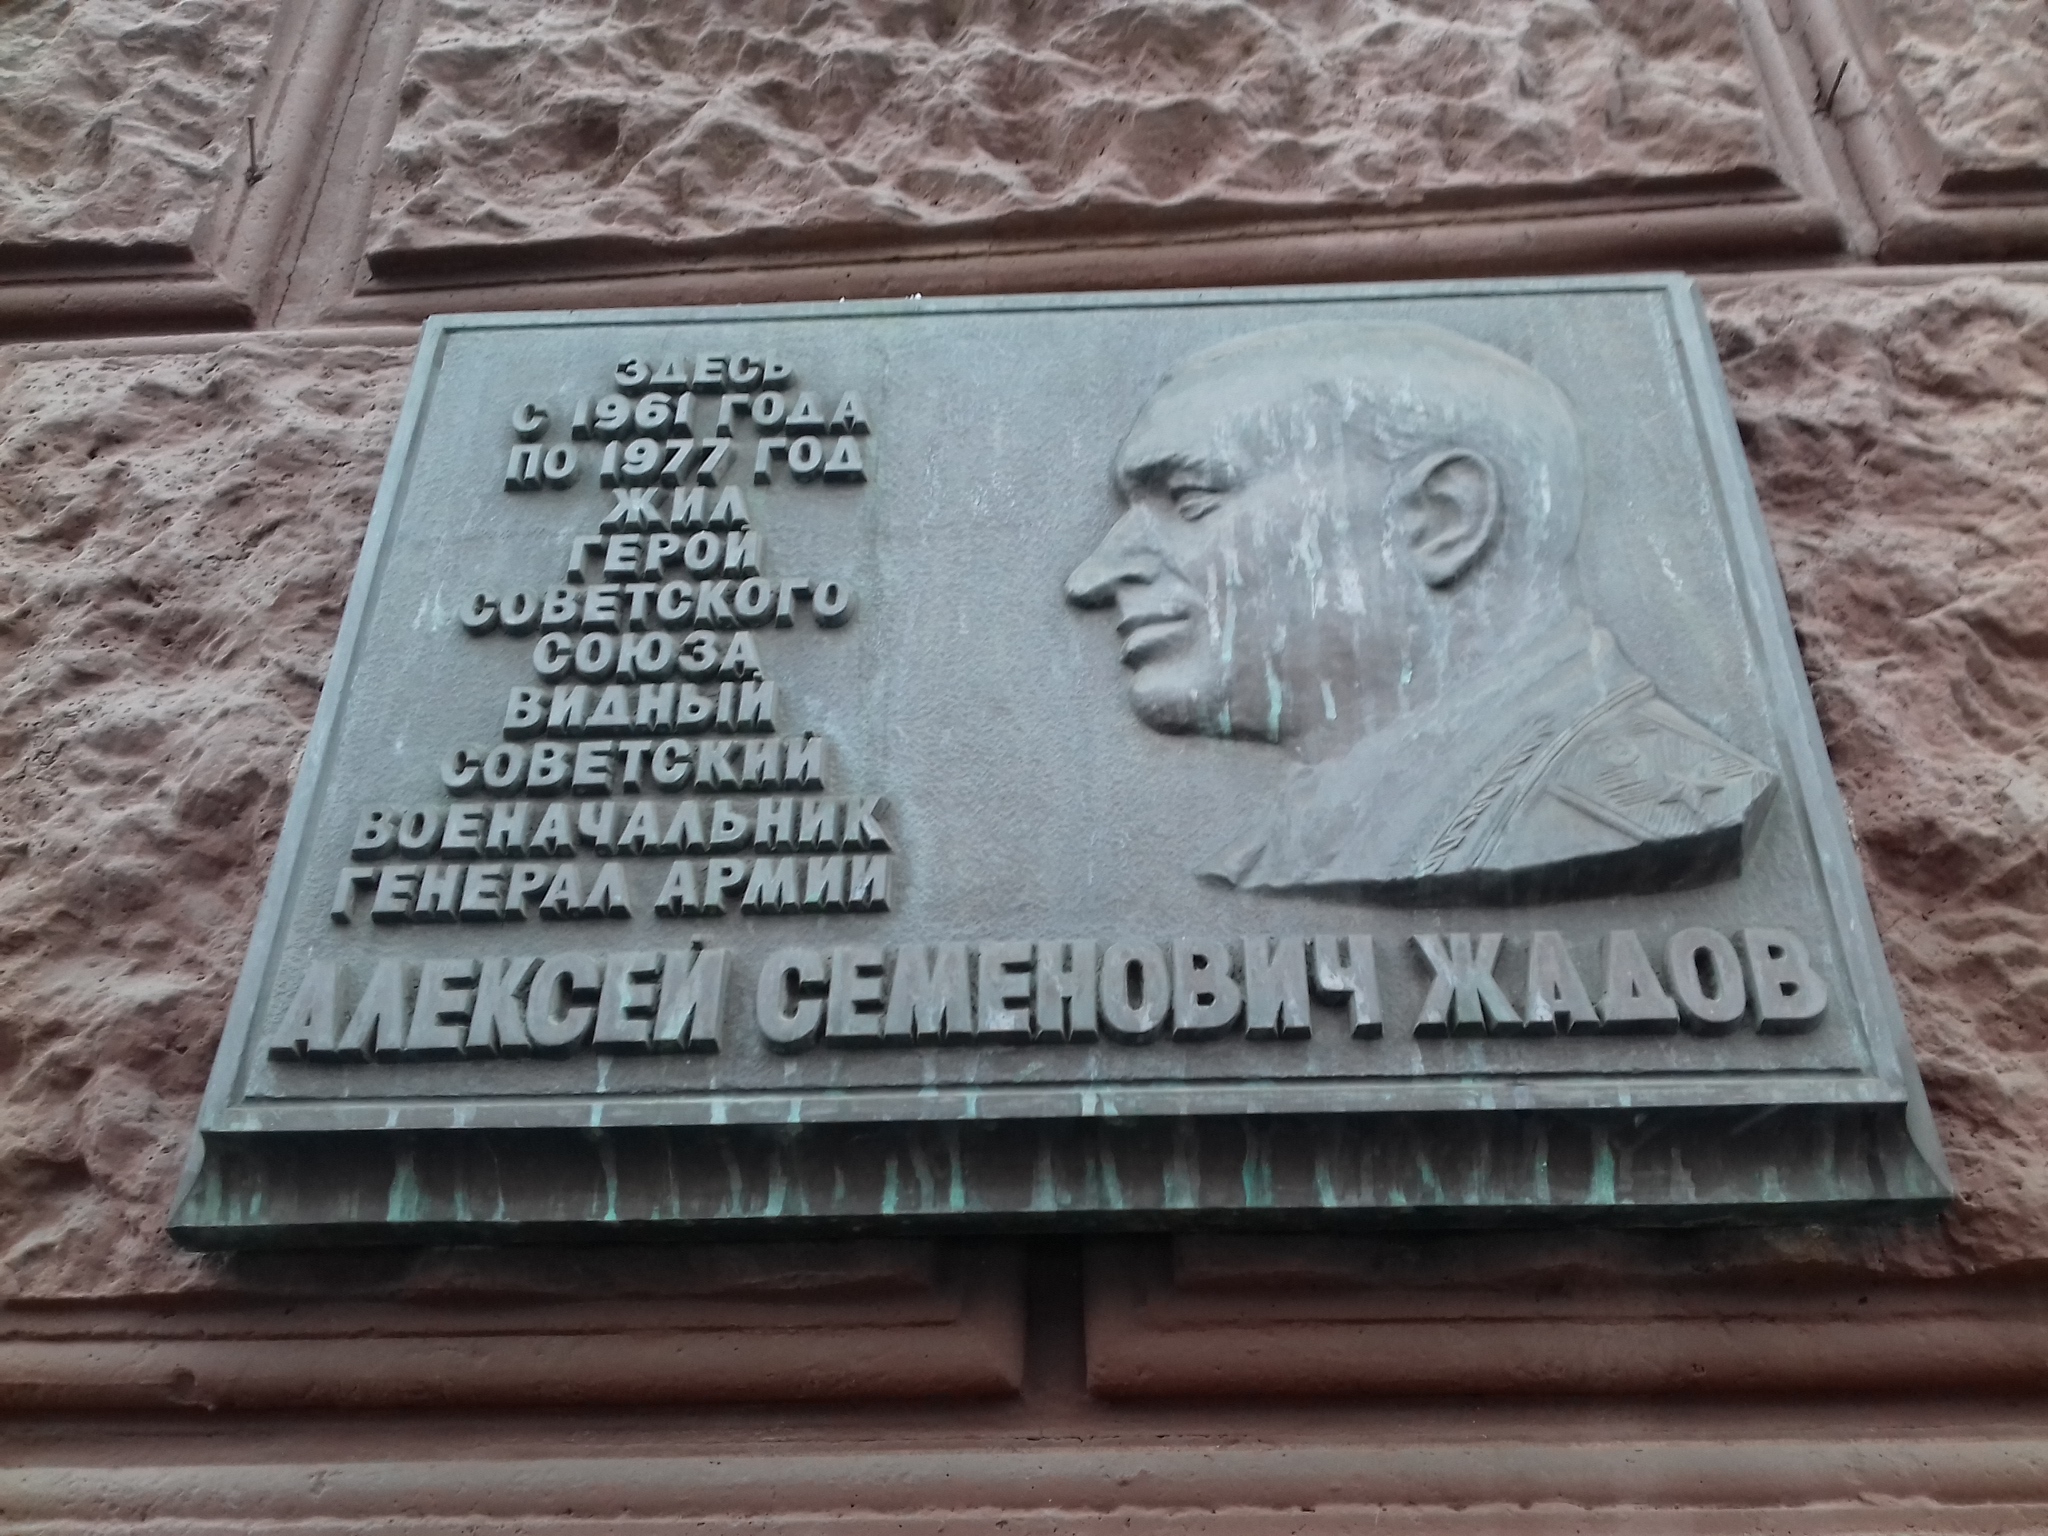 ЗДЕСЬ
С 1961 ГОДА
ПО 1977 ГОД
ЖИЛ
ГЕРОЙ
СОВЕТСКОГО
СОЮЗА
ВИДНЫЙ
СОВЕТСКИЙ
ВОЕНАЧАЛЬНИК
ГЕНЕРАЛ АРМИИ
АЛЕКСЕЙ СЕМЕНОВИЧ ЖАДОВ